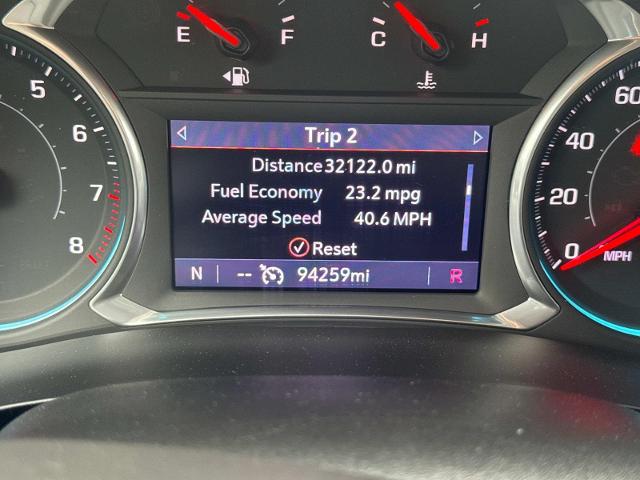 E F C H
5
6
7
8
Trip 2
Distance 32122.0 mi
Fuel Economy 23.2 mpg
Average Speed 40.6 MPH
Reset
N -- 94259mi R
60
40
20
0
MPH